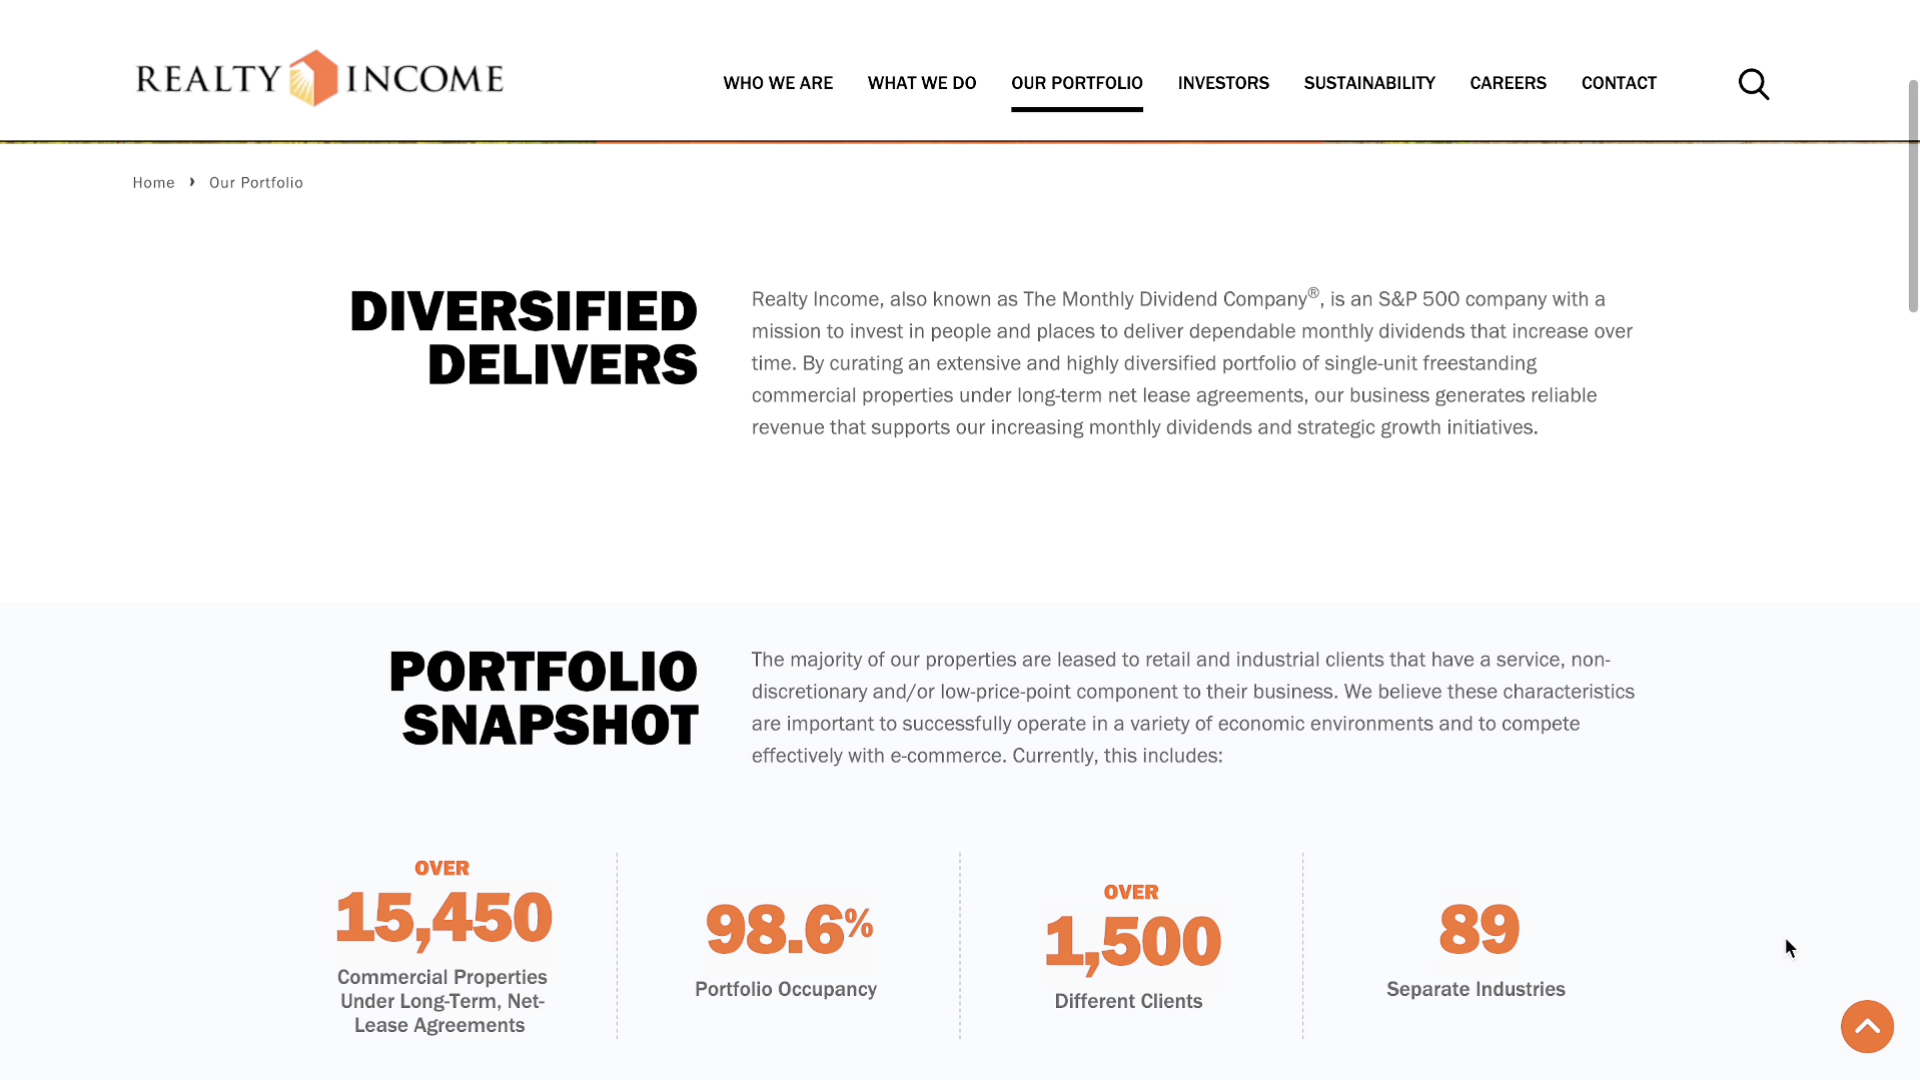 REALTY INCOME
WHO WE ARE WHAT WE DO OUR PORTFOLIO INVESTORS SUSTAINABILITY CAREERS CONTACT
Home › Our Portfolio
DIVERSIFIED
DELIVERS
Realty Income, also known as The Monthly Dividend Company®, is an S&P 500 company with a
mission to invest in people and places to deliver dependable monthly dividends that increase over
time. By curating an extensive and highly diversified portfolio of single-unit freestanding
commercial properties under long-term net lease agreements, our business generates reliable
revenue that supports our increasing monthly dividends and strategic growth initiatives.
PORTFOLIO
SNAPSHOT
The majority of our properties are leased to retail and industrial clients that have a service, non-
discretionary and/or low-price-point component to their business. We believe these characteristics
are important to successfully operate in a variety of economic environments and to compete
effectively with e-commerce. Currently, this includes:
OVER
15,450
Commercial Properties
Under Long-Term, Net-
Lease Agreements
98.6%
Portfolio Occupancy
OVER
1,500
Different Clients
89
Separate Industries